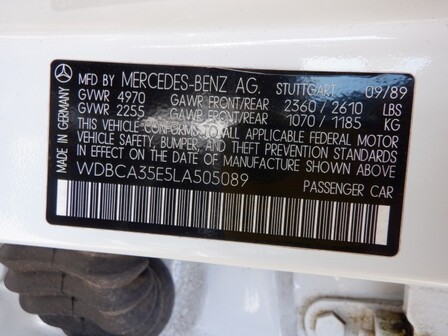 MFD BY MERCEDES-BENZ AG. STUTTGART 09/89
GVWR 4970 GAWR FRONT/REAR 2360/2610 LBS
GVWR 2255 GAWR FRONT/REAR 1070/1185 KG
THIS VEHICLE CONFORMS TO ALL APPLICABLE FEDERAL MOTOR
VEHICLE SAFETY, BUMPER, AND THEFT PREVENTION STANDARDS
IN EFFECT ON THE DATE OF MANUFACTURE SHOWN ABOVE
WDBCA35E5LA505089 PASSENGER CAR
MADE IN GERMANY